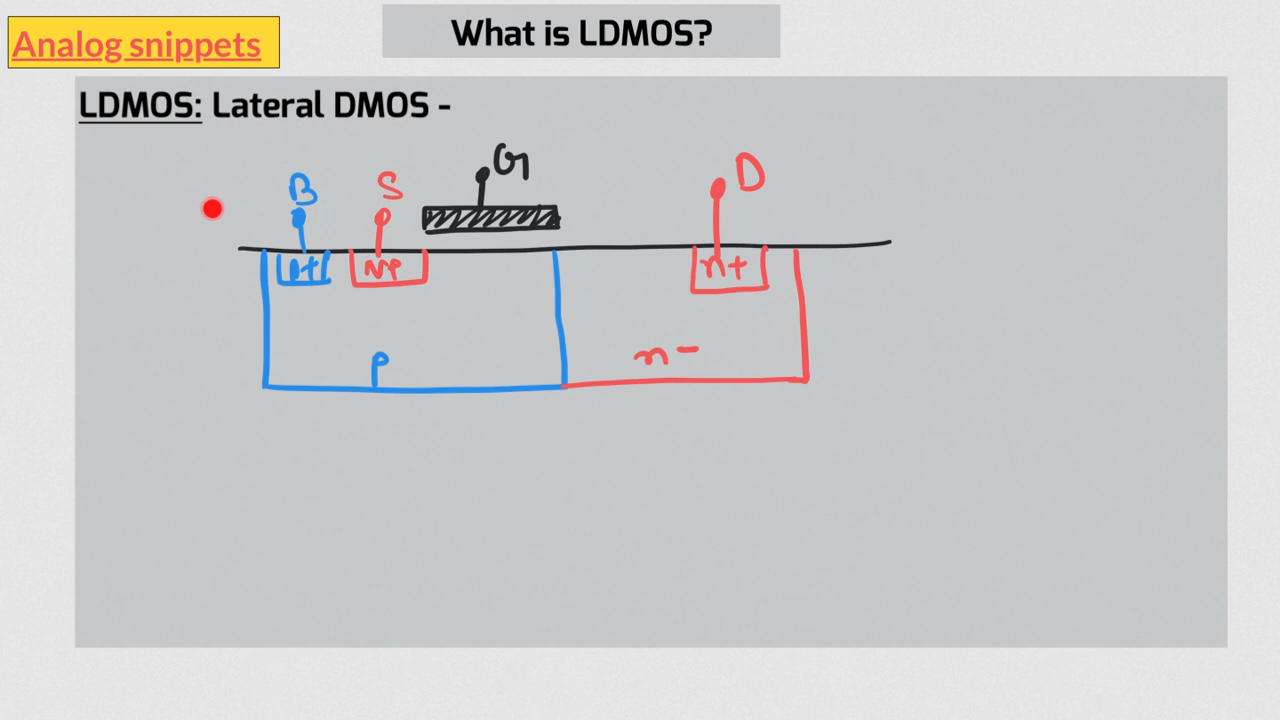 Analog snippets
What is LDMOS?
LDMOS: Lateral DMOS -
B S G D
p+ n+
p n-